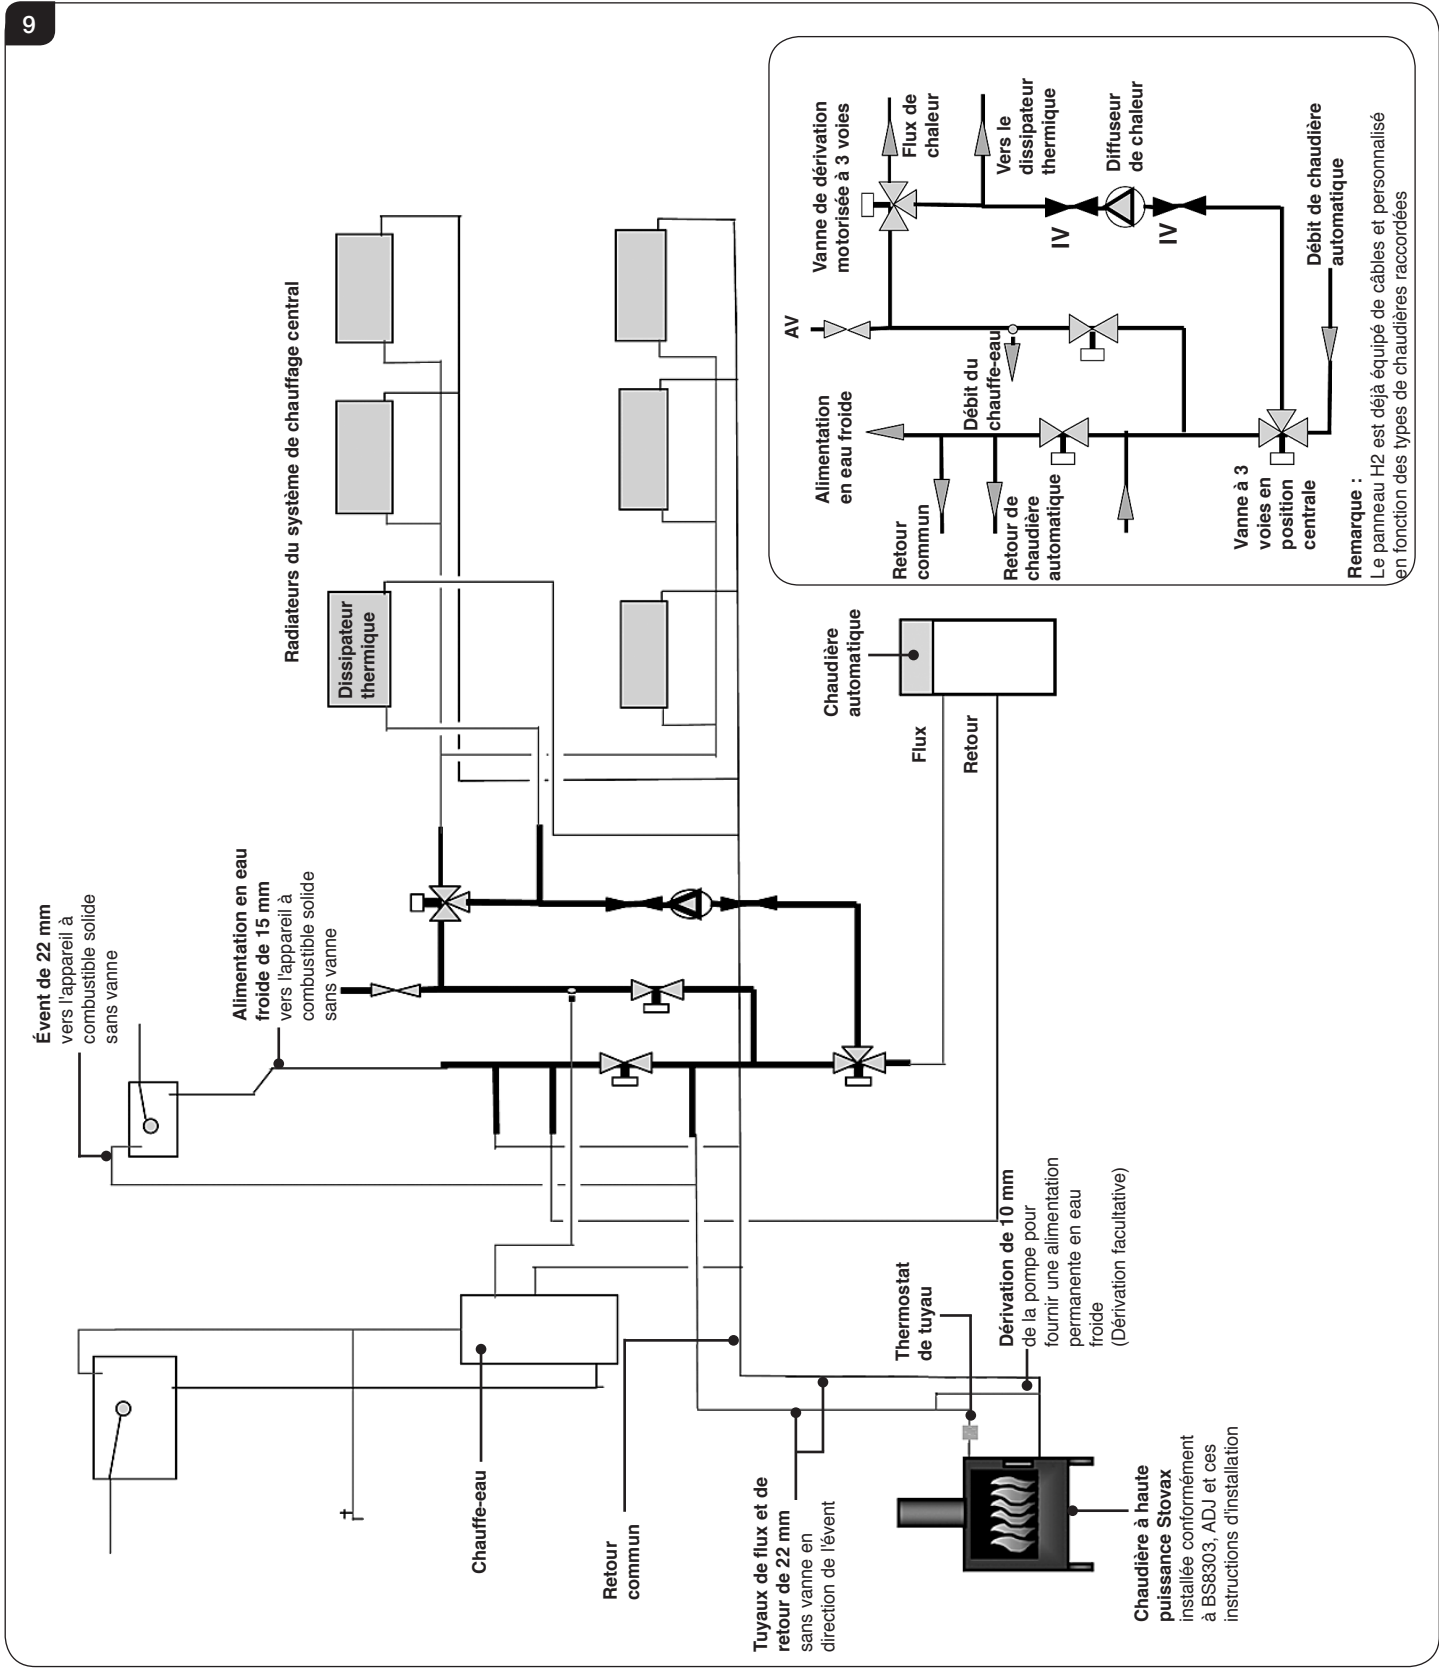 9
Évent de 22 mm
vers l'appareil à
combustible solide
sans vanne
Alimentation en eau
froide de 15 mm
vers l'appareil à
combustible solide
sans vanne
Radiateurs du système de chauffage central
Dissipateur
thermique
Chauffe-eau
Retour
commun
Tuyaux de flux et de
retour de 22 mm
sans vanne en
direction de l'évent
Thermostat
de tuyau
Dérivation de 10 mm
de la pompe pour
fournir une alimentation
permanente en eau
froide
(Dérivation facultative)
Chaudière à haute
puissance Stovax
installée conformément
à BS8303, ADJ et ces
instructions d'installation
Chaudière
automatique
Flux
Retour
AV
Vanne de dérivation
motorisée à 3 voies
Flux de
chaleur
Vers le
dissipateur
thermique
Diffuseur
de chaleur
IV
IV
Débit de chaudière
automatique
Alimentation
en eau froide
Débit du
chauffe-eau
Retour
commun
Retour de
chaudière
automatique
Vanne à 3
voies en
position
centrale
Remarque :
Le panneau H2 est déjà équipé de câbles et personnalisé
en fonction des types de chaudières raccordées